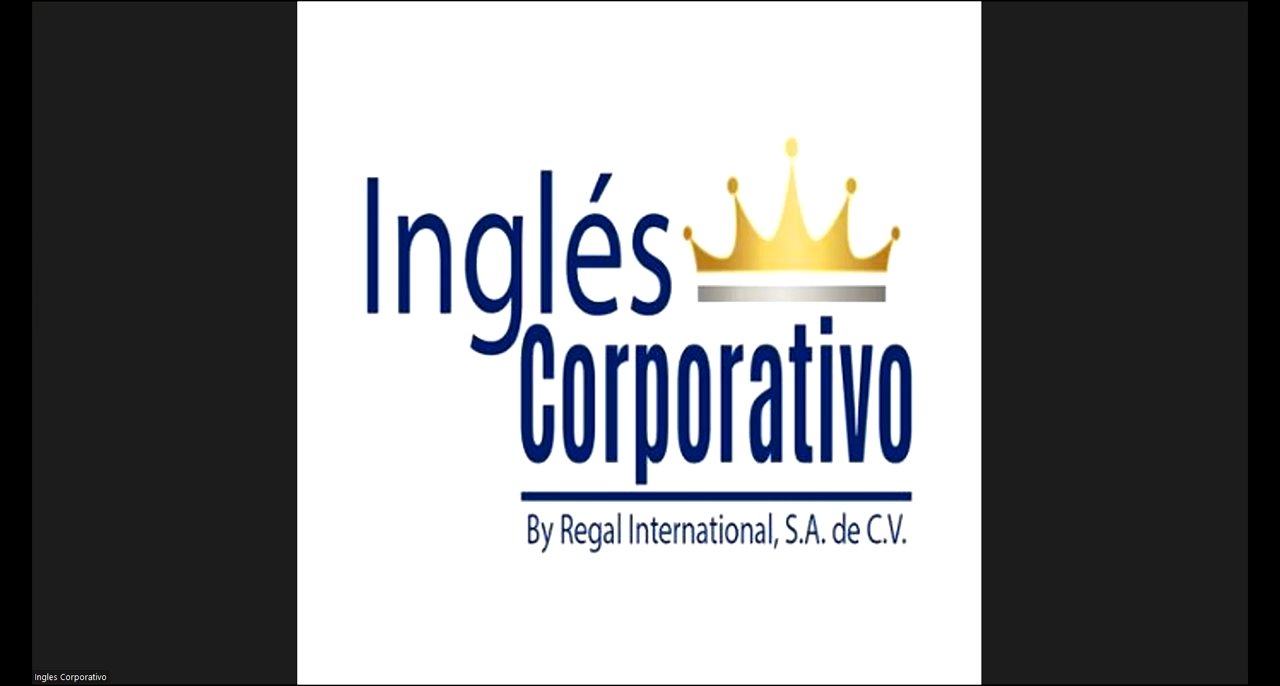 Inglés
Corporativo
By Regal International, S.A. de C.V.
Ingles Corporativo